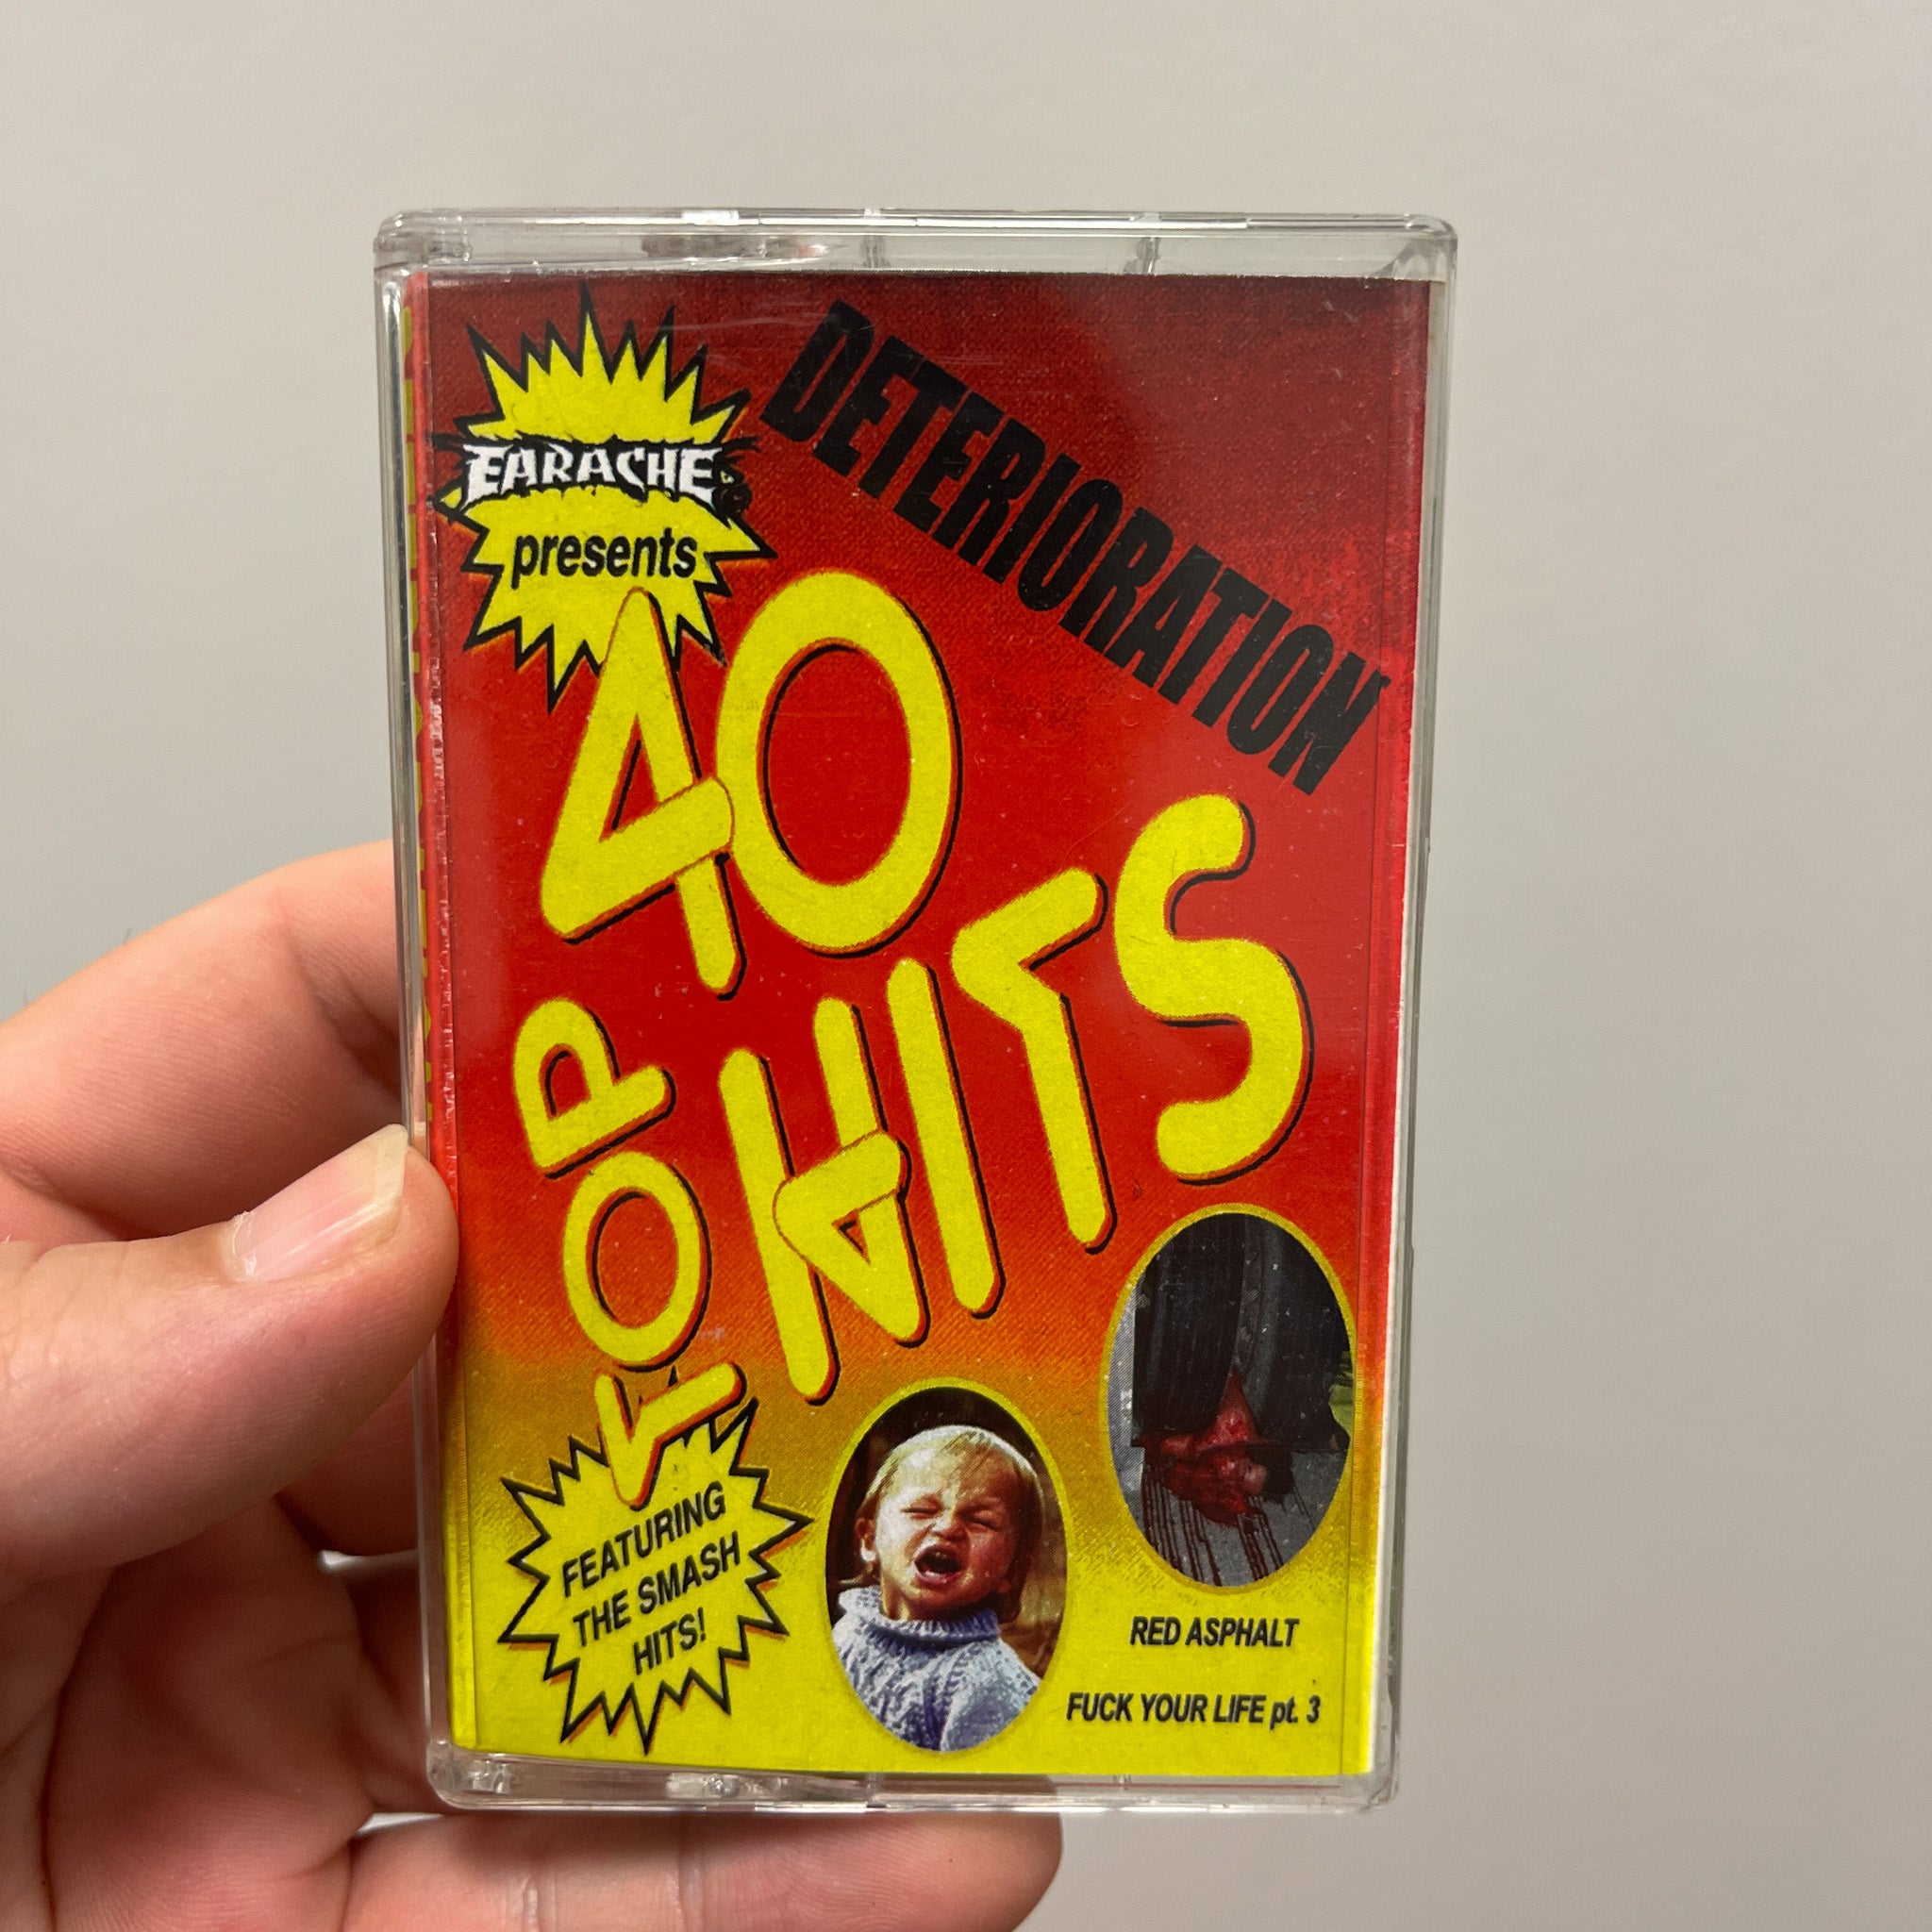 EARACHE
presents
DETERIORATION
TOP
40
HITS
FEATURING
THE SMASH
HITS!
RED ASPHALT
FUCK YOUR LIFE pt. 3